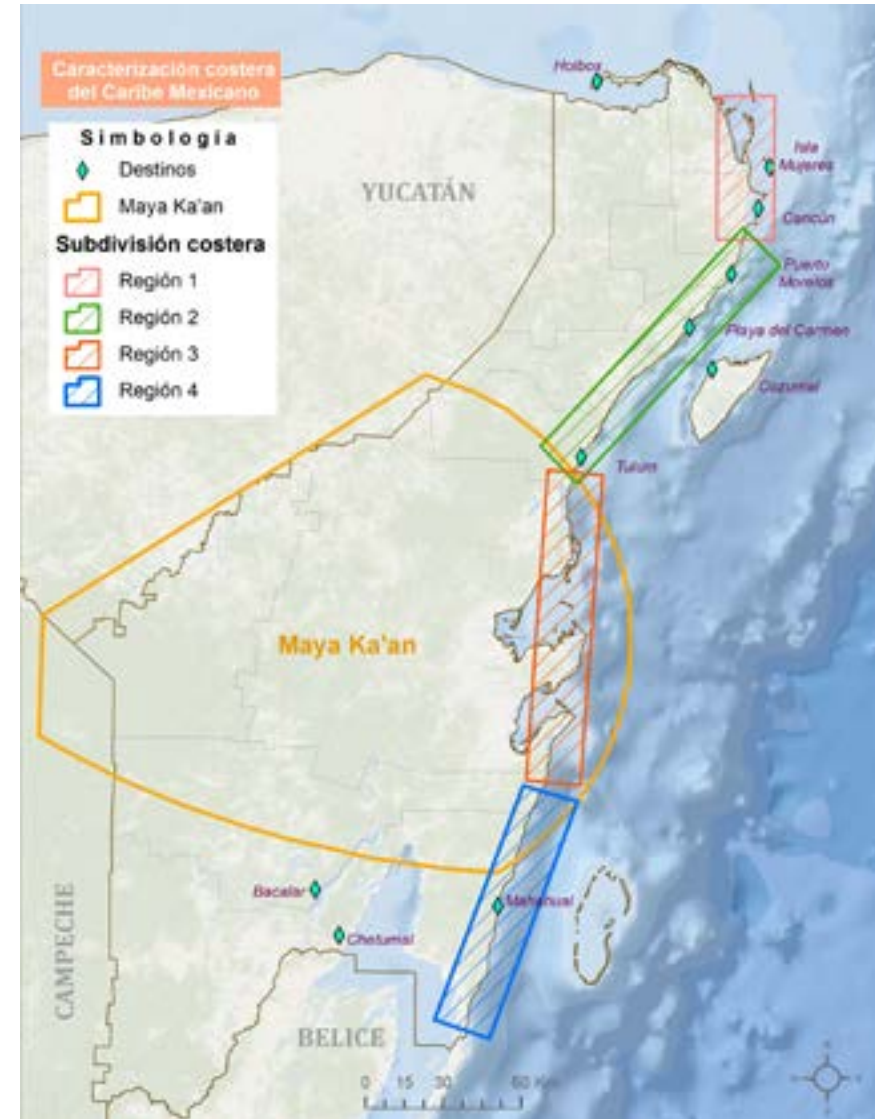 Caracterización costera
del Caribe Mexicano
Simbología
Destinos
Maya Ka'an
Subdivisión costera
Región 1
Región 2
Región 3
Región 4
Holbox
Isla
Mujeres
YUCATÁN
Cancún
Puerto
Morelos
Playa del Carmen
Cozumel
Tulum
Maya Ka'an
Bacalar
Mahahual
Chetumal
CAMPECHE
BELICE
0 15 30 60